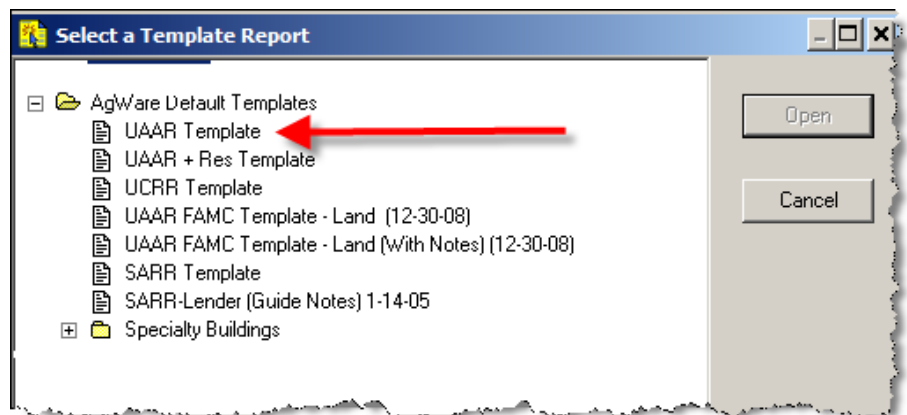 Select a Template Report
AgWare Default Templates
UAAR Template
UAAR + Res Template
UCRR Template
UAAR FAMC Template - Land (12-30-08)
UAAR FAMC Template - Land (With Notes) (12-30-08)
SARR Template
SARR-Lender (Guide Notes) 1-14-05
Specialty Buildings
Open
Cancel